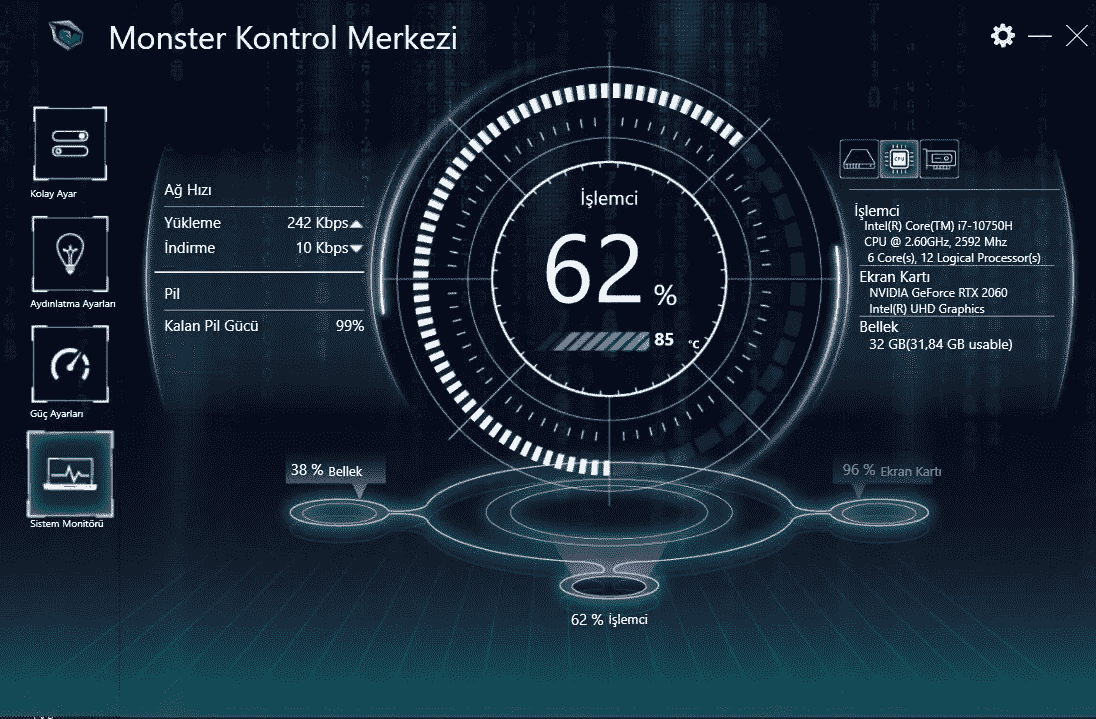 Monster Kontrol Merkezi
Kolay Ayar
Aydınlatma Ayarları
Güç Ayarları
Sistem Monitörü
Ağ Hızı
Yükleme 242 Kbps▲
İndirme 10 Kbps▼
Pil
Kalan Pil Gücü 99%
İşlemci
62 %
85 °C
CPU
İşlemci
Intel(R) Core(TM) i7-10750H
CPU @ 2.60GHz, 2592 Mhz
6 Core(s), 12 Logical Processor(s)
Ekran Kartı
NVIDIA GeForce RTX 2060
Intel(R) UHD Graphics
Bellek
32 GB(31,84 GB usable)
38 % Bellek
96 % Ekran Kartı
62 % İşlemci